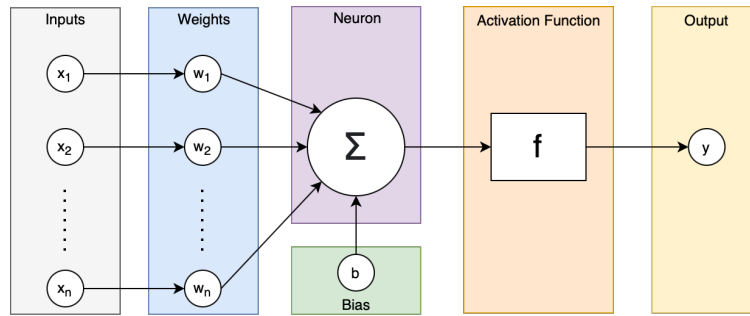 Inputs
Weights
Neuron
Activation Function
Output
x1
w1
x2
w2
Σ
f
y
xn
wn
b
Bias